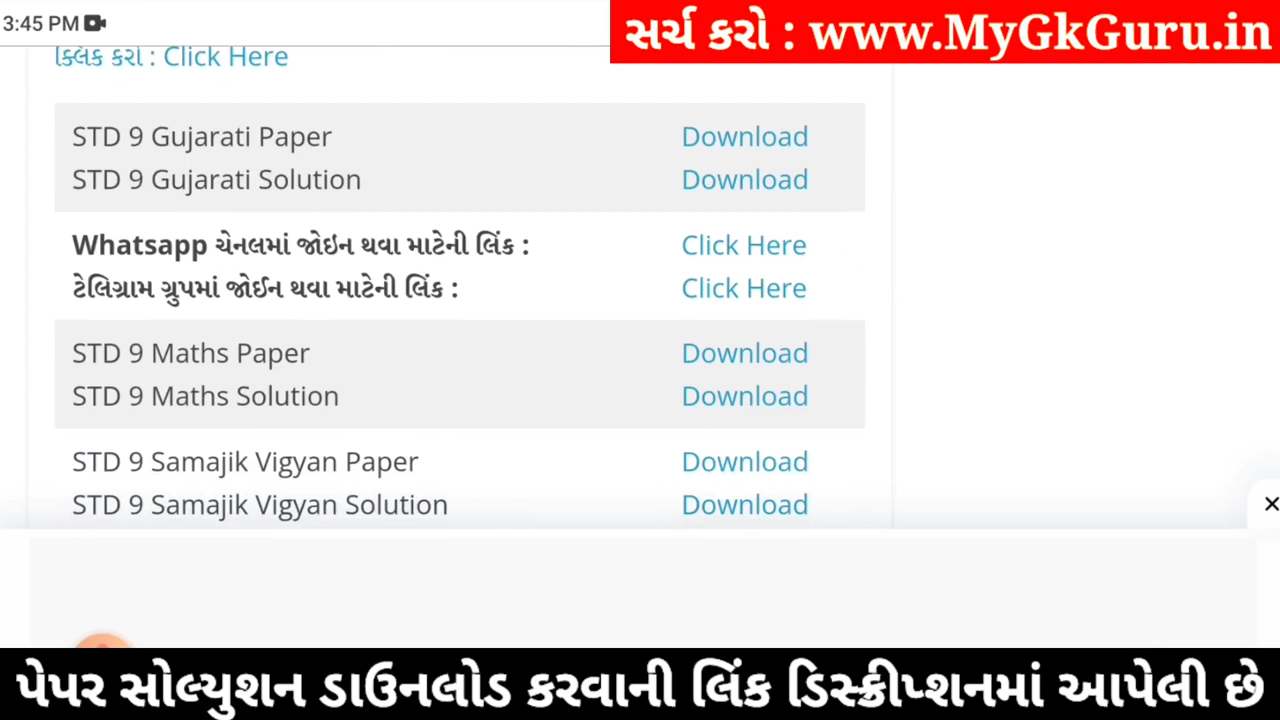 3:45 PM
સર્ચ કરો : www.MyGkGuru.in
ક્લિક કરો : Click Here
STD 9 Gujarati Paper Download
STD 9 Gujarati Solution Download
Whatsapp ચેનલમાં જોઇન થવા માટેની લિંક : Click Here
ટેલિગ્રામ ગ્રુપમાં જોઈન થવા માટેની લિંક : Click Here
STD 9 Maths Paper Download
STD 9 Maths Solution Download
STD 9 Samajik Vigyan Paper Download
STD 9 Samajik Vigyan Solution Download
પેપર સોલ્યુશન ડાઉનલોડ કરવાની લિંક ડિસ્ક્રીપ્શનમાં આપેલી છે